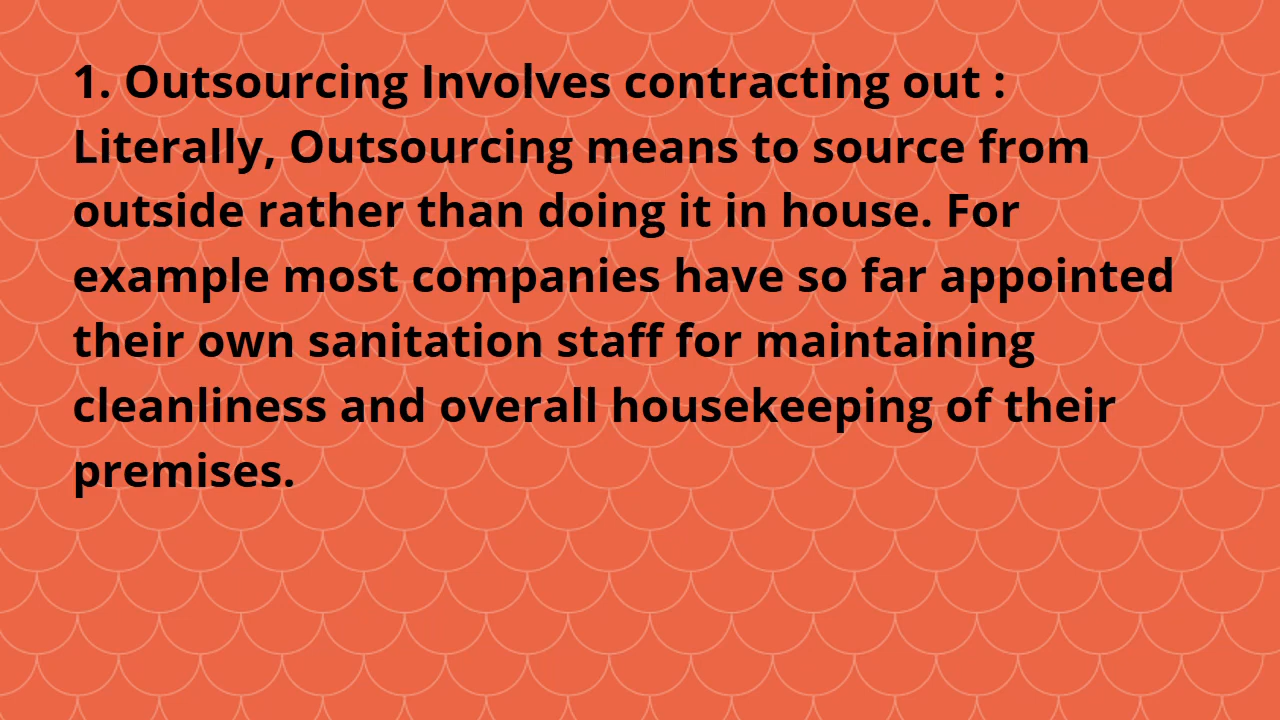 1. Outsourcing Involves contracting out :
Literally, Outsourcing means to source from
outside rather than doing it in house. For
example most companies have so far appointed
their own sanitation staff for maintaining
cleanliness and overall housekeeping of their
premises.